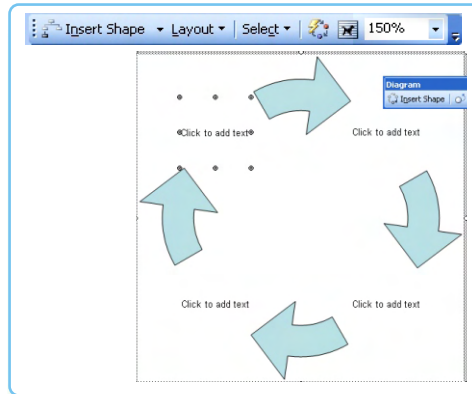 Insert Shape Layout Select 150%
Diagram
Insert Shape
Click to add text Click to add text
Click to add text Click to add text